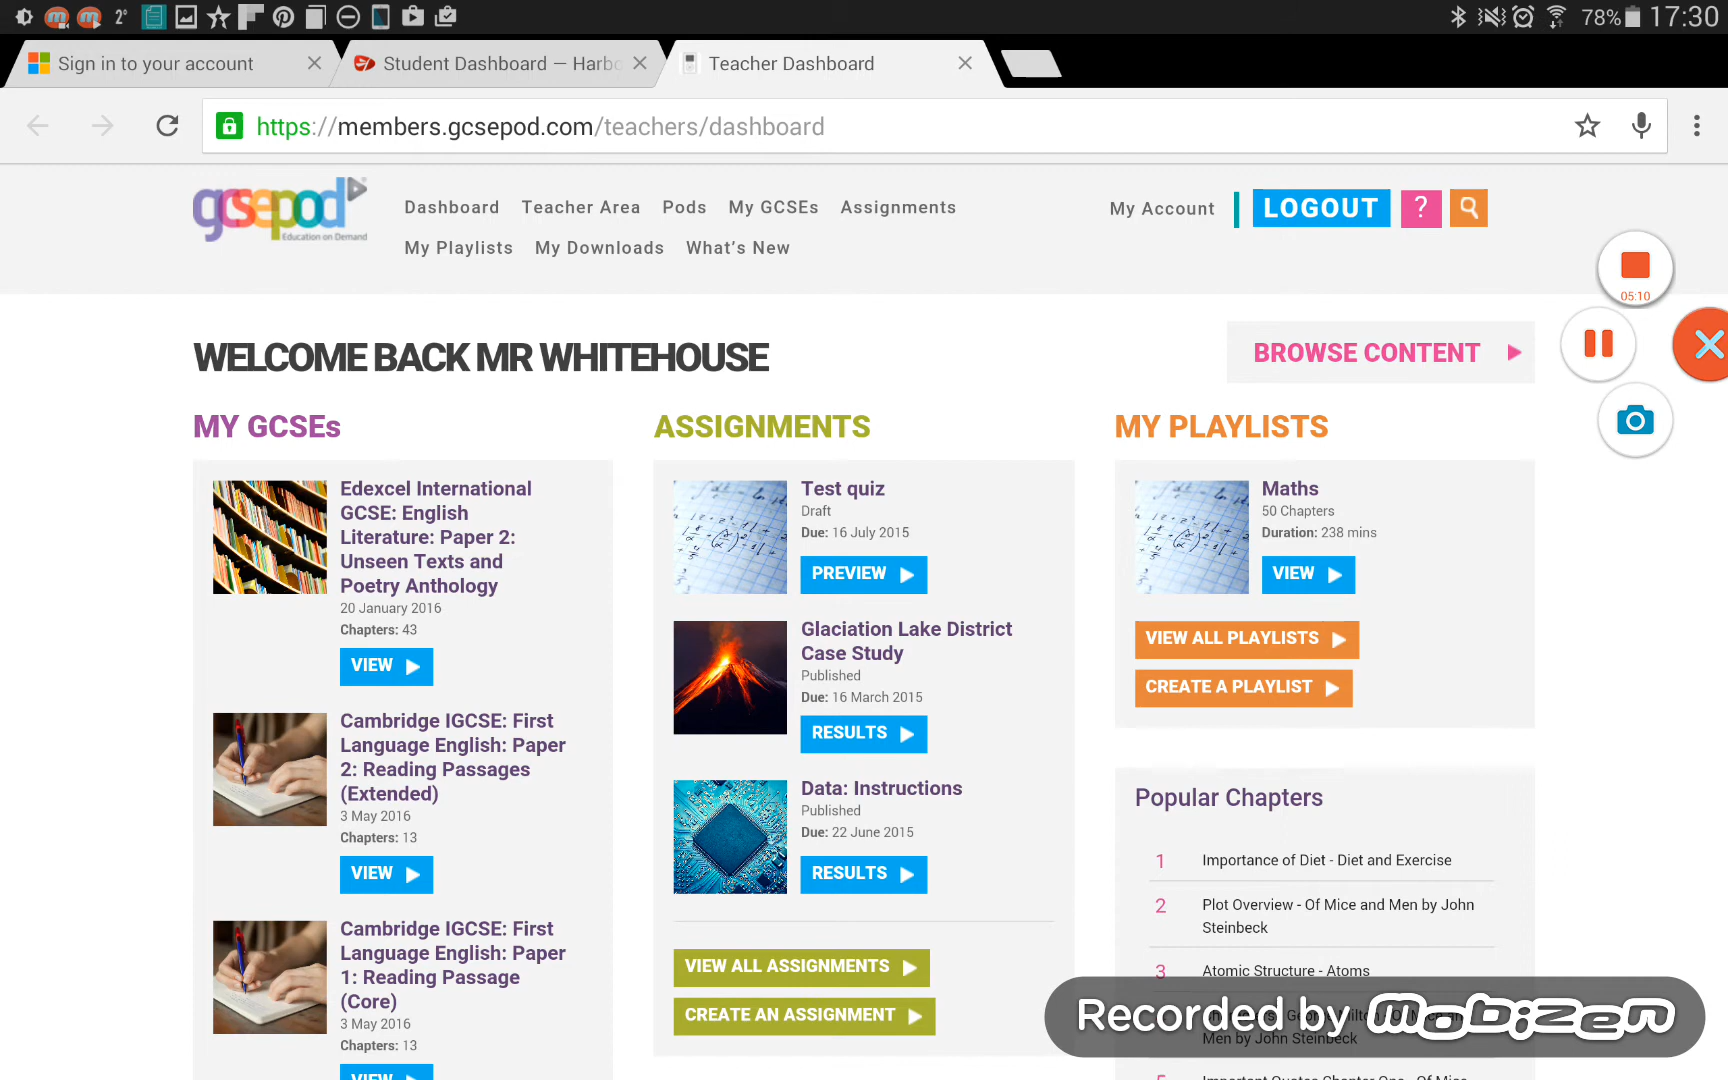 2°
78%
17:30
Sign in to your account
Student Dashboard — Harbo
Teacher Dashboard
https://members.gcsepod.com/teachers/dashboard
gcsepod
Education on Demand
Dashboard Teacher Area Pods My GCSEs Assignments
My Playlists My Downloads What's New
My Account
LOGOUT
?
05:10
WELCOME BACK MR WHITEHOUSE
BROWSE CONTENT
MY GCSEs
Edexcel International
GCSE: English
Literature: Paper 2:
Unseen Texts and
Poetry Anthology
20 January 2016
Chapters: 43
VIEW
Cambridge IGCSE: First
Language English: Paper
2: Reading Passages
(Extended)
3 May 2016
Chapters: 13
VIEW
Cambridge IGCSE: First
Language English: Paper
1: Reading Passage
(Core)
3 May 2016
Chapters: 13
VIEW
ASSIGNMENTS
Test quiz
Draft
Due: 16 July 2015
PREVIEW
Glaciation Lake District
Case Study
Published
Due: 16 March 2015
RESULTS
Data: Instructions
Published
Due: 22 June 2015
RESULTS
VIEW ALL ASSIGNMENTS
CREATE AN ASSIGNMENT
MY PLAYLISTS
Maths
50 Chapters
Duration: 238 mins
VIEW
VIEW ALL PLAYLISTS
CREATE A PLAYLIST
Popular Chapters
1 Importance of Diet - Diet and Exercise
2 Plot Overview - Of Mice and Men by John
Steinbeck
3 Atomic Structure - Atoms
Men by John Steinbeck
5 Important Quotes Chapter One - Of Mice
Recorded by mobizen